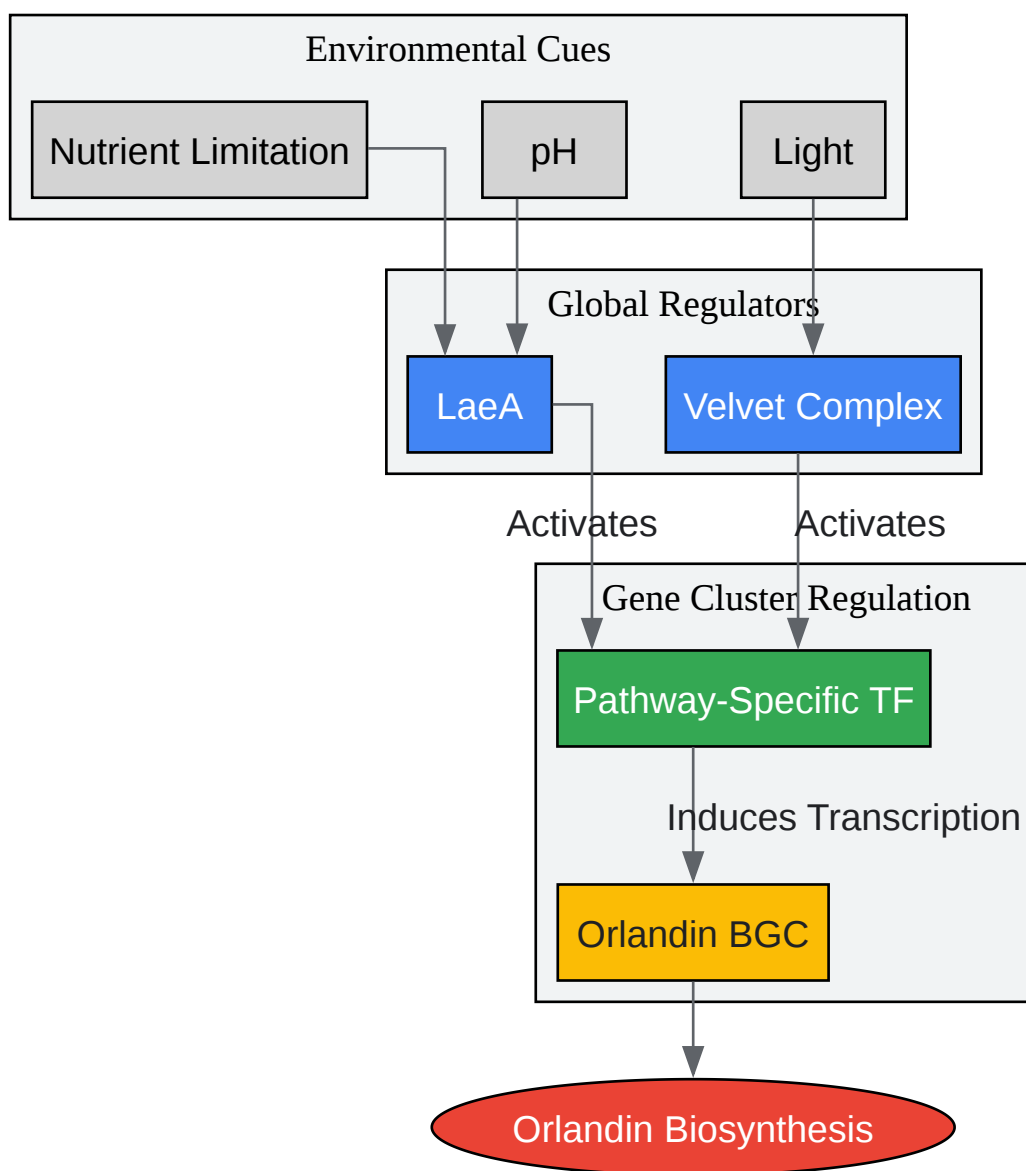 Environmental Cues
Nutrient Limitation
pH
Light
Global Regulators
LaeA
Velvet Complex
Activates
Activates
Gene Cluster Regulation
Pathway-Specific TF
Induces Transcription
Orlandin BGC
Orlandin Biosynthesis